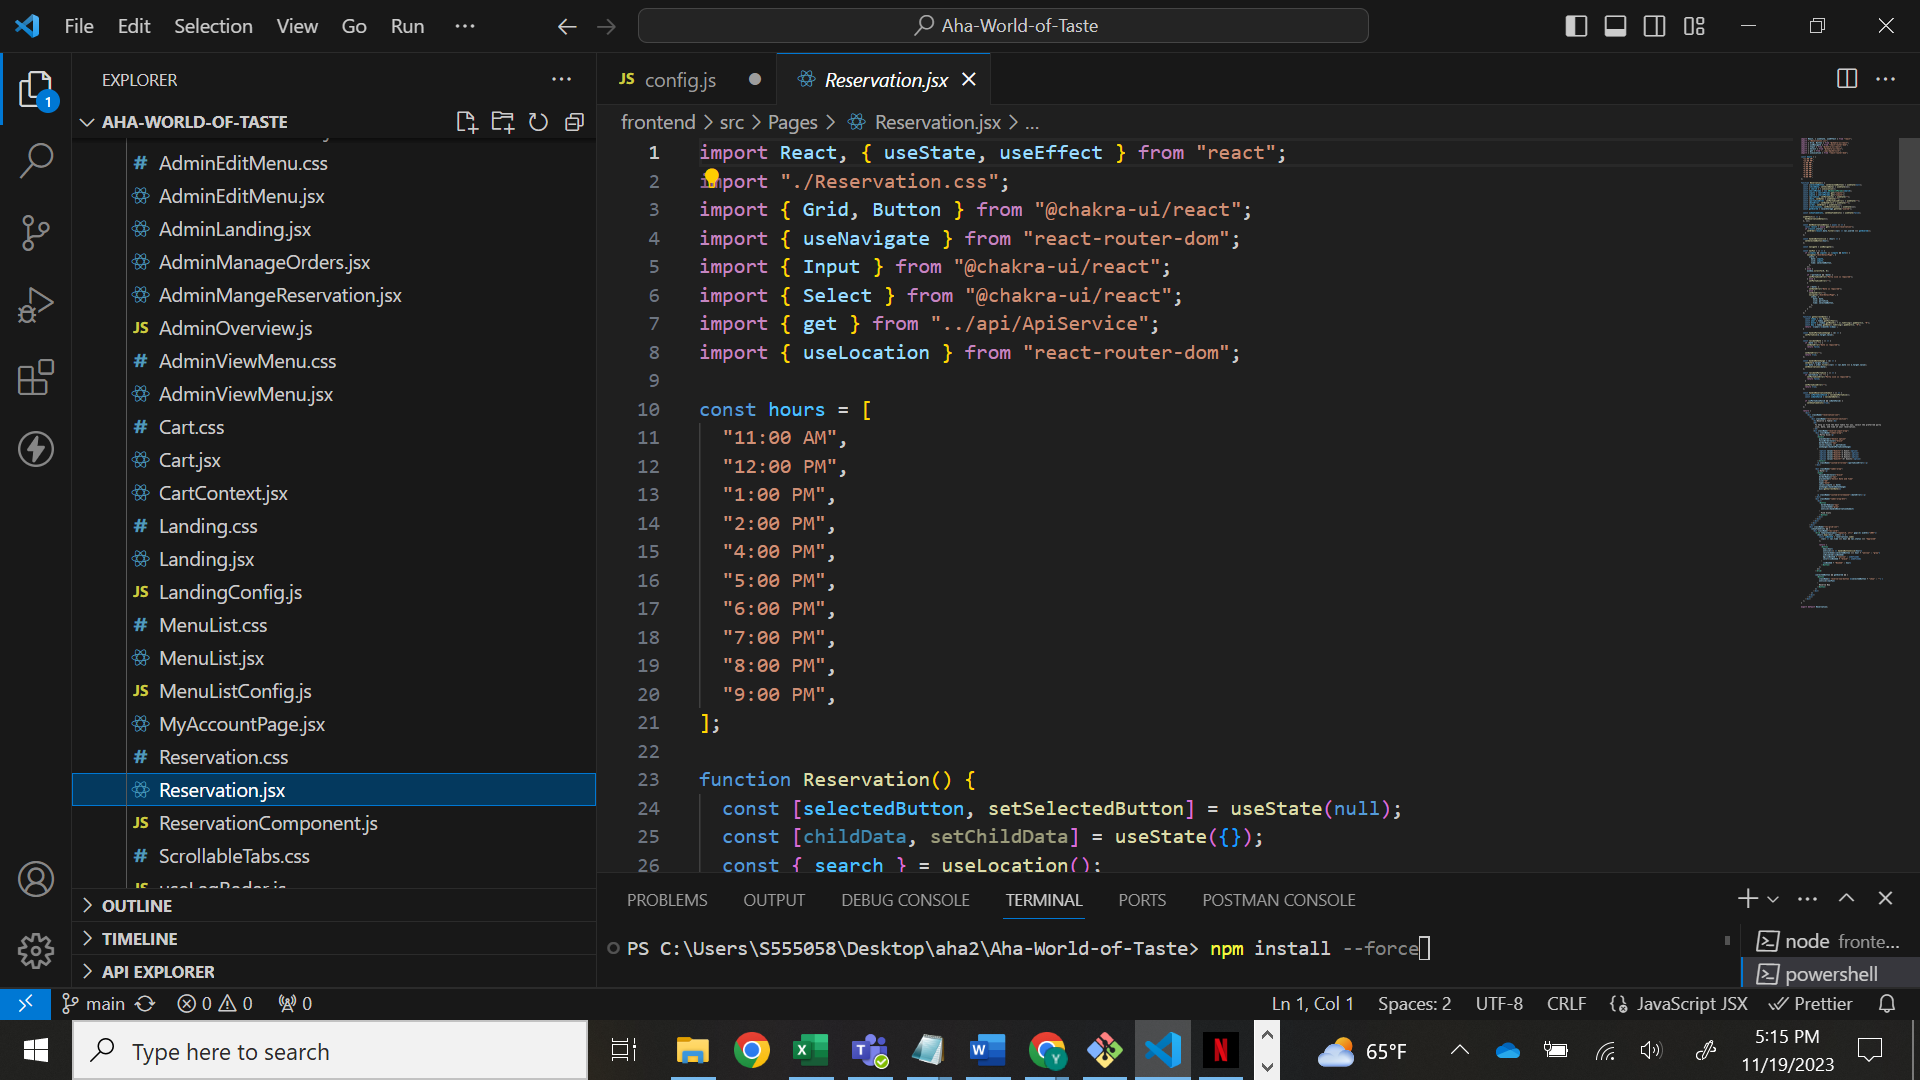 File Edit Selection View Go Run ···
Aha-World-of-Taste
EXPLORER
AHA-WORLD-OF-TASTE
AdminEditMenu.css
AdminEditMenu.jsx
AdminLanding.jsx
AdminManageOrders.jsx
AdminMangeReservation.jsx
JS AdminOverview.js
AdminViewMenu.css
AdminViewMenu.jsx
Cart.css
Cart.jsx
CartContext.jsx
Landing.css
Landing.jsx
JS LandingConfig.js
MenuList.css
MenuList.jsx
JS MenuListConfig.js
MyAccountPage.jsx
Reservation.css
Reservation.jsx
JS ReservationComponent.js
ScrollableTabs.css
OUTLINE
TIMELINE
API EXPLORER
JS config.js
Reservation.jsx
frontend > src > Pages > Reservation.jsx > ...
1 import React, { useState, useEffect } from "react";
2 import "./Reservation.css";
3 import { Grid, Button } from "@chakra-ui/react";
4 import { useNavigate } from "react-router-dom";
5 import { Input } from "@chakra-ui/react";
6 import { Select } from "@chakra-ui/react";
7 import { get } from "../api/ApiService";
8 import { useLocation } from "react-router-dom";
9
10 const hours = [
11 "11:00 AM",
12 "12:00 PM",
13 "1:00 PM",
14 "2:00 PM",
15 "4:00 PM",
16 "5:00 PM",
17 "6:00 PM",
18 "7:00 PM",
19 "8:00 PM",
20 "9:00 PM",
21 ];
22
23 function Reservation() {
24 const [selectedButton, setSelectedButton] = useState(null);
25 const [childData, setChildData] = useState({});
26 const { search } = useLocation();
PROBLEMS OUTPUT DEBUG CONSOLE TERMINAL PORTS POSTMAN CONSOLE
PS C:\Users\S555058\Desktop\aha2\Aha-World-of-Taste> npm install --force
node fronte...
powershell
main 0 0 0
Ln 1, Col 1 Spaces: 2 UTF-8 CRLF JavaScript JSX Prettier
Type here to search
65°F
5:15 PM
11/19/2023